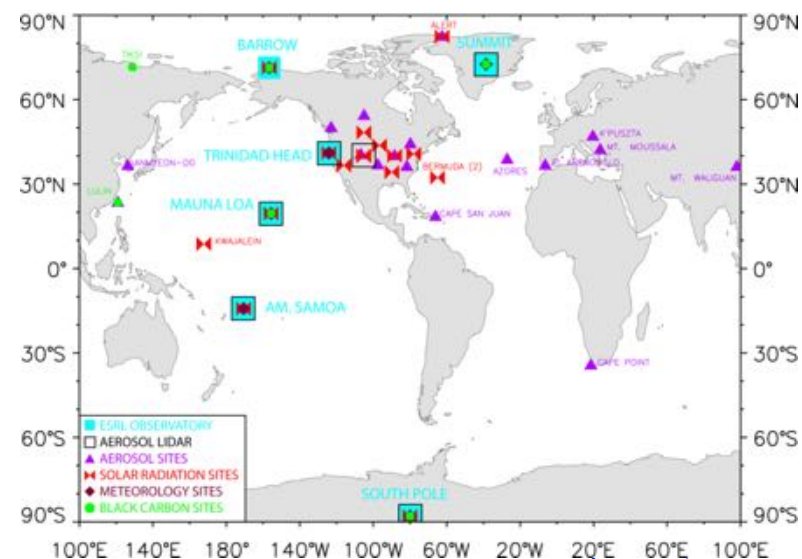 90°N
60°N
30°N
0°
30°S
60°S
90°S
ALERT
BARROW
SUMMIT
TIKSI
TRINIDAD HEAD
BERMUDA (2)
AZORES
K'PUSZTA
MT. MOUSSALA
MT. WALIGUAN
LULIN
MAUNA LOA
CAPE SAN JUAN
KWAJALEIN
AM. SAMOA
CAPE POINT
SOUTH POLE
ESRL OBSERVATORY
AEROSOL LIDAR
AEROSOL SITES
SOLAR RADIATION SITES
METEOROLOGY SITES
BLACK CARBON SITES
90°N
60°N
30°N
0°
30°S
60°S
90°S
100°E 140°E 180° 140°W 100°W 60°W 20°W 20°E 60°E 100°E